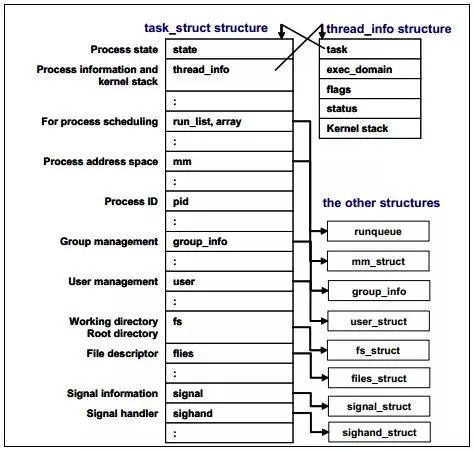 task_struct structure
thread_info structure
Process state
state
task
Process information and
kernel stack
thread_info
exec_domain
flags
:
status
For process scheduling
run_list, array
Kernel stack
:
Process address space
mm
:
the other structures
Process ID
pid
:
runqueue
Group management
group_info
mm_struct
:
User management
user
group_info
:
user_struct
Working directory
Root directory
fs
fs_struct
File descriptor
flies
:
files_struct
Signal information
signal
signal_struct
Signal handler
sighand
:
sighand_struct